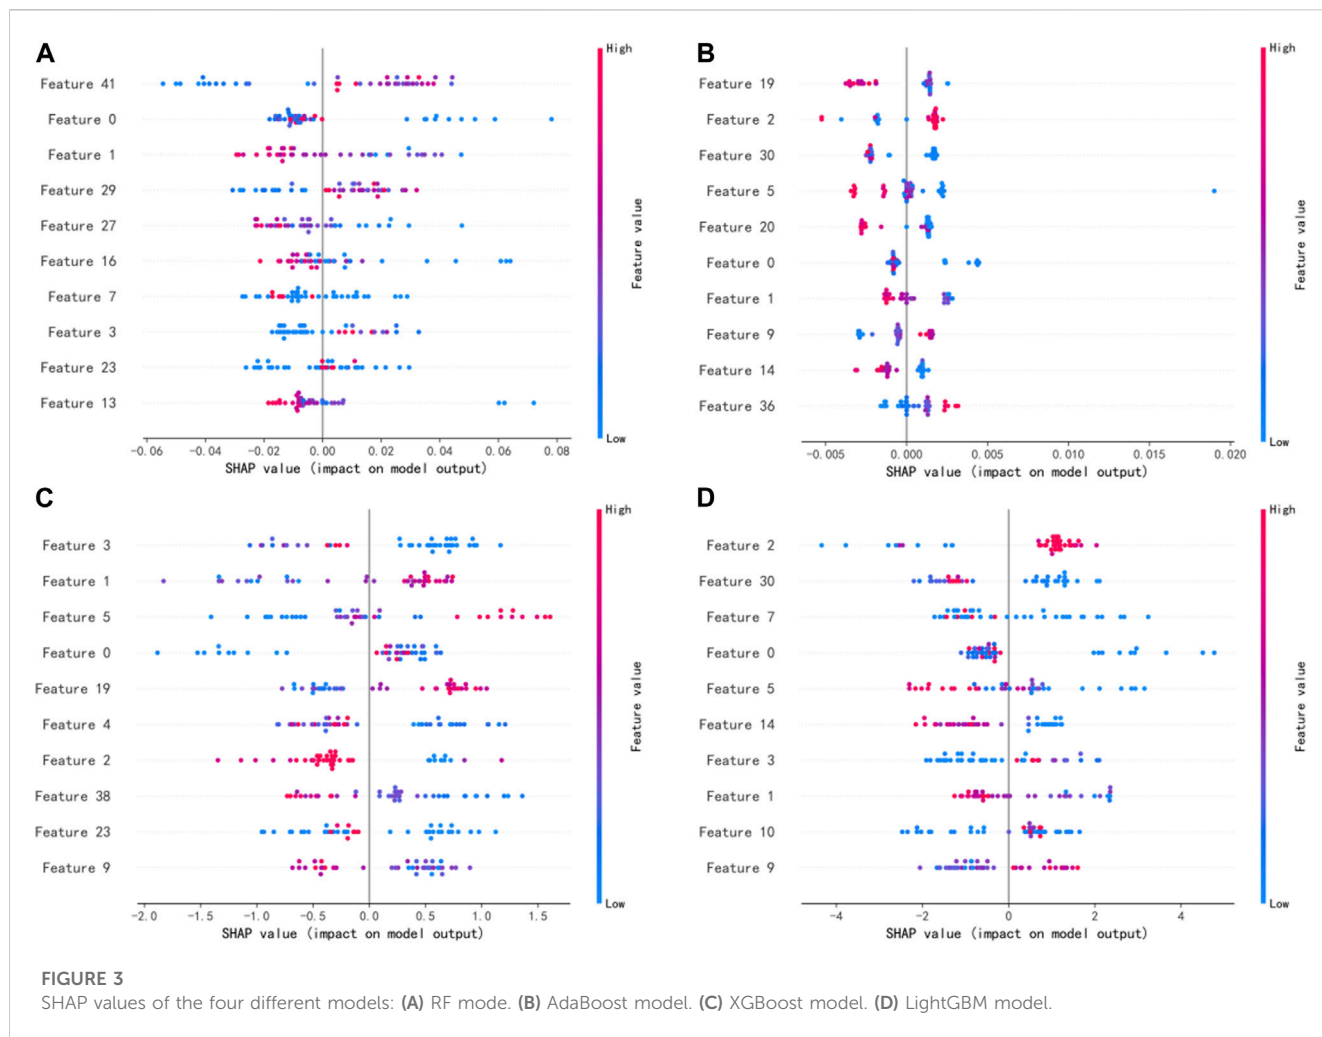 A
High
Feature 41
Feature 0
Feature 1
Feature 29
Feature 27
Feature 16
Feature 7
Feature 3
Feature 23
Feature 13
Feature value
Low
-0.06 -0.04 -0.02 0.00 0.02 0.04 0.06 0.08
SHAP value (impact on model output)
B
High
Feature 19
Feature 2
Feature 30
Feature 5
Feature 20
Feature 0
Feature 1
Feature 9
Feature 14
Feature 36
Feature value
Low
-0.005 0.000 0.005 0.010 0.015 0.020
SHAP value (impact on model output)
C
High
Feature 3
Feature 1
Feature 5
Feature 0
Feature 19
Feature 4
Feature 2
Feature 38
Feature 23
Feature 9
Feature value
Low
-2.0 -1.5 -1.0 -0.5 0.0 0.5 1.0 1.5
SHAP value (impact on model output)
D
High
Feature 2
Feature 30
Feature 7
Feature 0
Feature 5
Feature 14
Feature 3
Feature 1
Feature 10
Feature 9
Feature value
Low
-4 -2 0 2 4
SHAP value (impact on model output)
FIGURE 3
SHAP values of the four different models: (A) RF mode. (B) AdaBoost model. (C) XGBoost model. (D) LightGBM model.